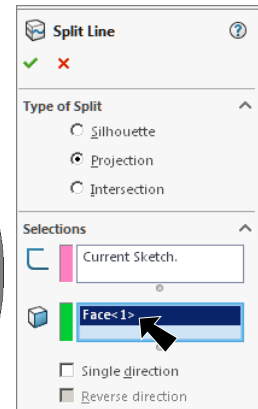 Split Line
Type of Split
Silhouette
Projection
Intersection
Selections
Current Sketch.
Face<1>
Single direction
Reverse direction